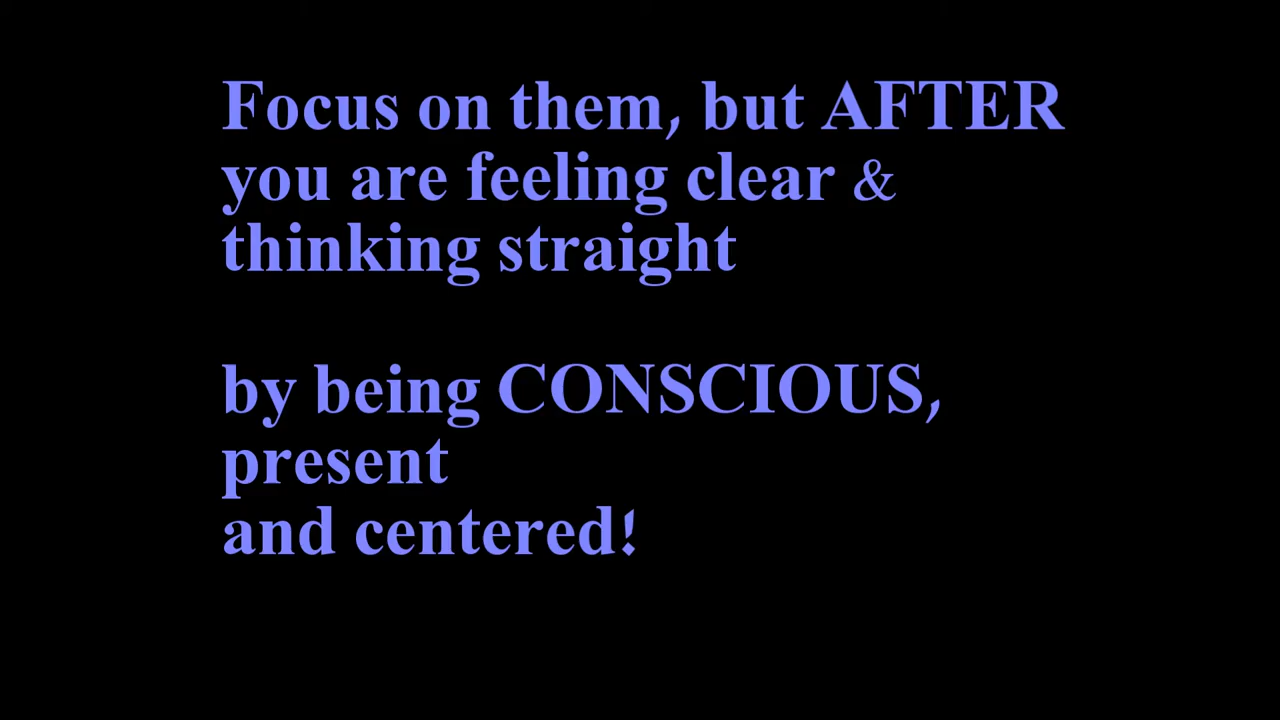 Focus on them, but AFTER
you are feeling clear &
thinking straight
by being CONSCIOUS,
present
and centered!